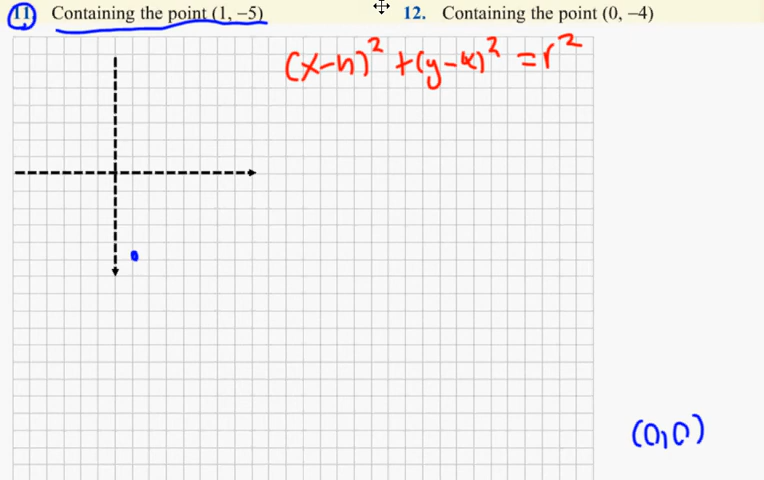 11. Containing the point (1, −5)
12. Containing the point (0, −4)
(x-h)² + (y-k)² = r²
(0,0)